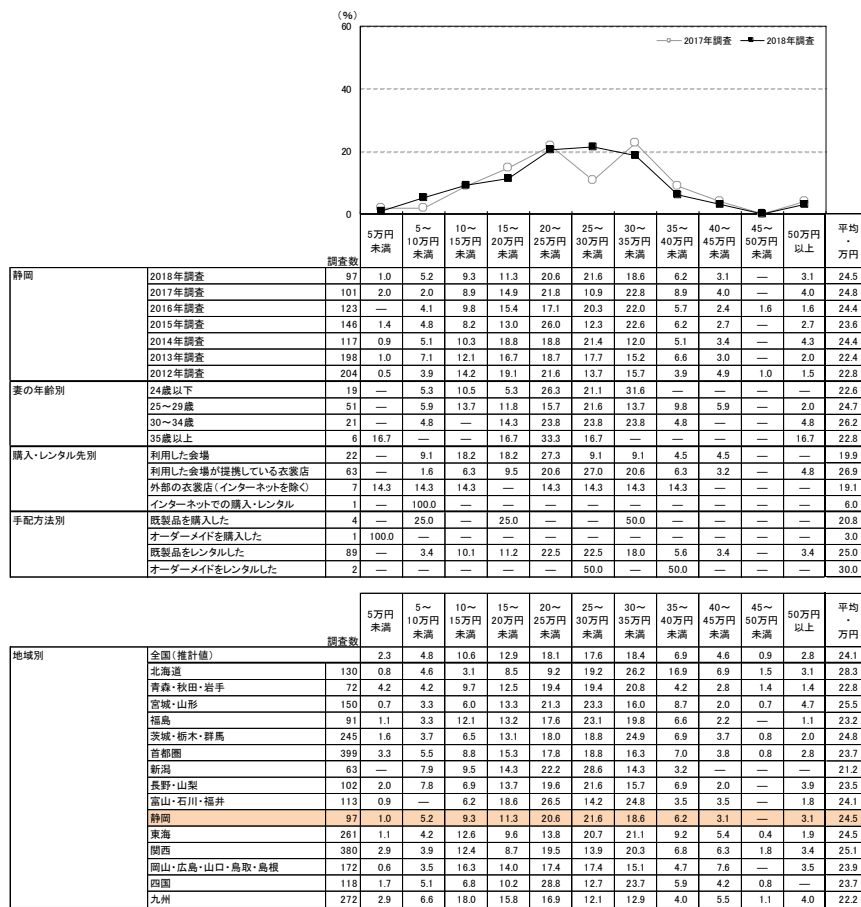 (%)
60
40
20
0
2017年調査 2018年調査
調査数 5万円未満 5～10万円未満 10～15万円未満 15～20万円未満 20～25万円未満 25～30万円未満 30～35万円未満 35～40万円未満 40～45万円未満 45～50万円未満 50万円以上 平均・万円
静岡 2018年調査 97 1.0 5.2 9.3 11.3 20.6 21.6 18.6 6.2 3.1 — 3.1 24.5
2017年調査 101 2.0 2.0 8.9 14.9 21.8 10.9 22.8 8.9 4.0 — 4.0 24.8
2016年調査 123 — 4.1 9.8 15.4 17.1 20.3 22.0 5.7 2.4 1.6 1.6 24.4
2015年調査 146 1.4 4.8 8.2 13.0 26.0 12.3 22.6 6.2 2.7 — 2.7 23.6
2014年調査 117 0.9 5.1 10.3 18.8 18.8 21.4 12.0 5.1 3.4 — 4.3 24.4
2013年調査 198 1.0 7.1 12.1 16.7 18.7 17.7 15.2 6.6 3.0 — 2.0 22.4
2012年調査 204 0.5 3.9 14.2 19.1 21.6 13.7 15.7 3.9 4.9 1.0 1.5 22.8
妻の年齢別 24歳以下 19 — 5.3 10.5 5.3 26.3 21.1 31.6 — — — — 22.6
25～29歳 51 — 5.9 13.7 11.8 15.7 21.6 13.7 9.8 5.9 — 2.0 24.7
30～34歳 21 — 4.8 — 14.3 23.8 23.8 23.8 4.8 — — 4.8 26.2
35歳以上 6 16.7 — — 16.7 33.3 16.7 — — — — 16.7 22.8
購入・レンタル先別 利用した会場 22 — 9.1 18.2 18.2 27.3 9.1 9.1 4.5 4.5 — — 19.9
利用した会場が提携している衣裳店 63 — 1.6 6.3 9.5 20.6 27.0 20.6 6.3 3.2 — 4.8 26.9
外部の衣裳店(インターネットを除く) 7 14.3 14.3 14.3 — 14.3 14.3 14.3 14.3 — — — 19.1
インターネットでの購入・レンタル 1 — 100.0 — — — — — — — — — 6.0
手配方法別 既製品を購入した 4 — 25.0 — 25.0 — — 50.0 — — — — 20.8
オーダーメイドを購入した 1 100.0 — — — — — — — — — — 3.0
既製品をレンタルした 89 — 3.4 10.1 11.2 22.5 22.5 18.0 5.6 3.4 — 3.4 25.0
オーダーメイドをレンタルした 2 — — — — — 50.0 — 50.0 — — — 30.0
調査数 5万円未満 5～10万円未満 10～15万円未満 15～20万円未満 20～25万円未満 25～30万円未満 30～35万円未満 35～40万円未満 40～45万円未満 45～50万円未満 50万円以上 平均・万円
地域別 全国(推計値) 2.3 4.8 10.6 12.9 18.1 17.6 18.4 6.9 4.6 0.9 2.8 24.1
北海道 130 0.8 4.6 3.1 8.5 9.2 19.2 26.2 16.9 6.9 1.5 3.1 28.3
青森・秋田・岩手 72 4.2 4.2 9.7 12.5 19.4 19.4 20.8 4.2 2.8 1.4 1.4 22.8
宮城・山形 150 0.7 3.3 6.0 13.3 21.3 23.3 16.0 8.7 2.0 0.7 4.7 25.5
福島 91 1.1 3.3 12.1 13.2 17.6 23.1 19.8 6.6 2.2 — 1.1 23.2
茨城・栃木・群馬 245 1.6 3.7 6.5 13.1 18.0 18.8 24.9 6.9 3.7 0.8 2.0 24.8
首都圏 399 3.3 5.5 8.8 15.3 17.8 18.8 16.3 7.0 3.8 0.8 2.8 23.7
新潟 63 — 7.9 9.5 14.3 22.2 28.6 14.3 3.2 — — — 21.2
長野・山梨 102 2.0 7.8 6.9 13.7 19.6 21.6 15.7 6.9 2.0 — 3.9 23.5
富山・石川・福井 113 0.9 — 6.2 18.6 26.5 14.2 24.8 3.5 3.5 — 1.8 24.1
静岡 97 1.0 5.2 9.3 11.3 20.6 21.6 18.6 6.2 3.1 — 3.1 24.5
東海 261 1.1 4.2 12.6 9.6 13.8 20.7 21.1 9.2 5.4 0.4 1.9 24.5
関西 380 2.9 3.9 12.4 8.7 19.5 13.9 20.3 6.8 6.3 1.8 3.4 25.1
岡山・広島・山口・鳥取・島根 172 0.6 3.5 16.3 14.0 17.4 17.4 15.1 4.7 7.6 — 3.5 23.9
四国 118 1.7 5.1 6.8 10.2 28.8 12.7 23.7 5.9 4.2 0.8 — 23.7
九州 272 2.9 6.6 18.0 15.8 16.9 12.1 12.9 4.0 5.5 1.1 4.0 22.2